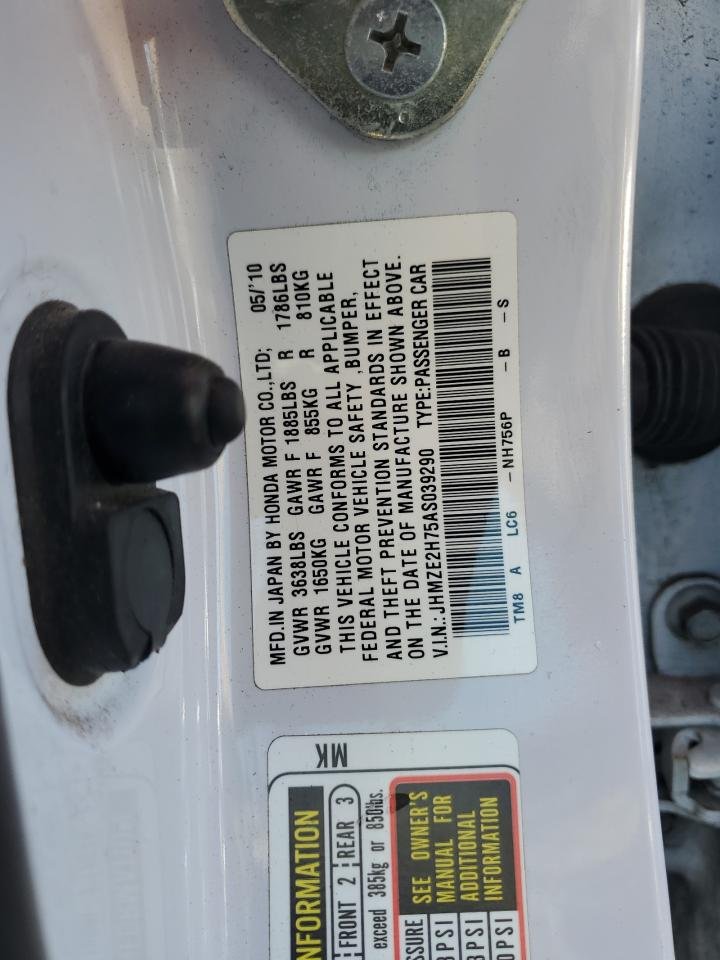 MFD.IN JAPAN BY HONDA MOTOR CO.,LTD; 05/'10
GVWR 3638LBS GAWR F 1885LBS R 1786LBS
GVWR 1650KG GAWR F 855KG R 810KG
THIS VEHICLE CONFORMS TO ALL APPLICABLE
FEDERAL MOTOR VEHICLE SAFETY ,BUMPER,
AND THEFT PREVENTION STANDARDS IN EFFECT
ON THE DATE OF MANUFACTURE SHOWN ABOVE.
V.I.N.: JHMZE2H75AS039290 TYPE:PASSENGER CAR
TM8 A LC6 -NH756P -B -S
MK
FRONT 2 REAR 3
exceed 385kg or 850lbs.
SEE OWNER'S
MANUAL FOR
ADDITIONAL
INFORMATION
PSI
PSI
PSI